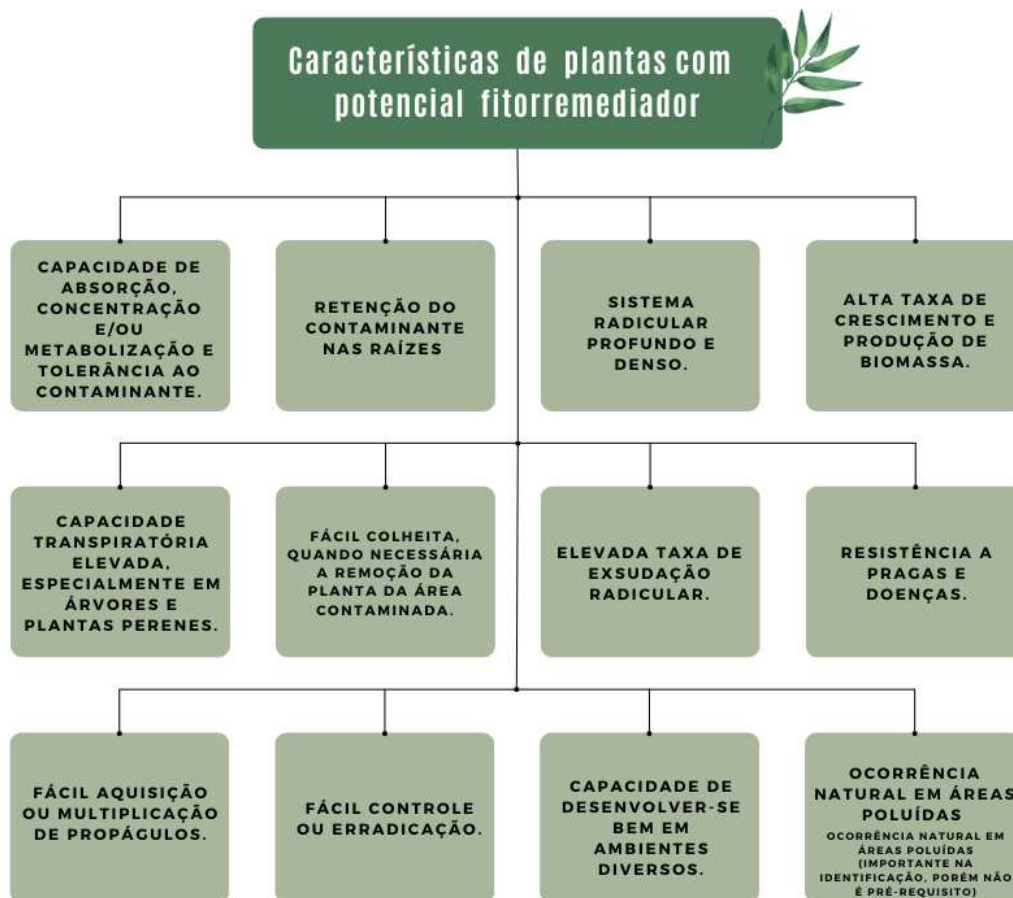 Características de plantas com
potencial fitorremediador
CAPACIDADE DE
ABSORÇÃO,
CONCENTRAÇÃO
E/OU
METABOLIZAÇÃO E
TOLERÂNCIA AO
CONTAMINANTE.
RETENÇÃO DO
CONTAMINANTE
NAS RAÍZES
SISTEMA
RADICULAR
PROFUNDO E
DENSO.
ALTA TAXA DE
CRESCIMENTO E
PRODUÇÃO DE
BIOMASSA.
CAPACIDADE
TRANSPIRATÓRIA
ELEVADA,
ESPECIALMENTE EM
ÁRVORES E
PLANTAS PERENES.
FÁCIL COLHEITA,
QUANDO NECESSÁRIA
A REMOÇÃO DA
PLANTA DA ÁREA
CONTAMINADA.
ELEVADA TAXA DE
EXSUDAÇÃO
RADICULAR.
RESISTÊNCIA A
PRAGAS E
DOENÇAS.
FÁCIL AQUISIÇÃO
OU MULTIPLICAÇÃO
DE PROPÁGULOS.
FÁCIL CONTROLE
OU ERRADICAÇÃO.
CAPACIDADE DE
DESENVOLVER-SE
BEM EM
AMBIENTES
DIVERSOS.
OCORRÊNCIA
NATURAL EM ÁREAS
POLUÍDAS
OCORRÊNCIA NATURAL EM
ÁREAS POLUÍDAS
(IMPORTANTE NA
IDENTIFICAÇÃO, PORÉM NÃO
É PRÉ-REQUISITO)